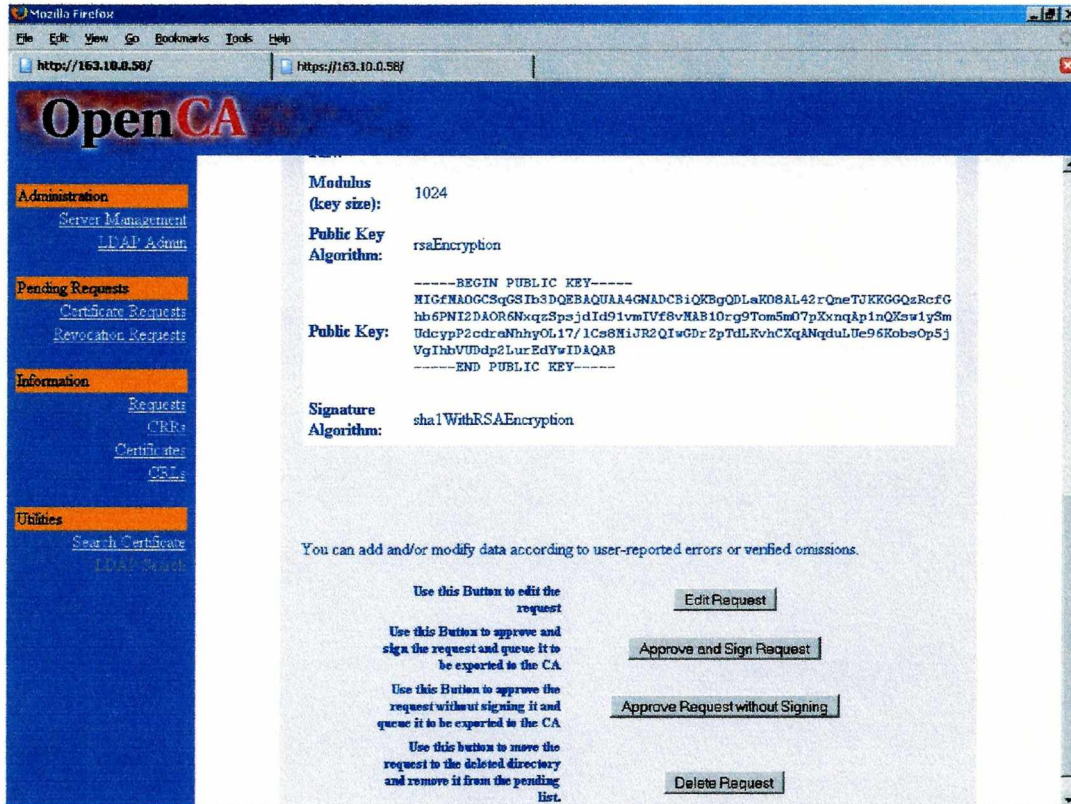 Mozilla Firefox
File Edit View Go Bookmarks Tools Help
http://163.10.0.58/ https://163.10.0.58/
OpenCA
Administration
Server Management
LDAP Admin
Pending Requests
Certificate Requests
Revocation Requests
Information
Requests
CRRs
Certificates
CRLs
Utilities
Search Certificate
LDAP Search
Modulus
(key size):
1024
Public Key
Algorithm:
rsaEncryption
Public Key:
-----BEGIN PUBLIC KEY-----
MIGfMA0GCSqGSIb3DQEBAQUAA4GNADCBiQKBgQDLaK08AL42rQneTJKKGGQzRcfG
hb6PNI2DAOR6NxqzSpsjdId91vmIVf8vMAB10rg9Tom5m07pXxnqAp1nQXsw1ySm
UdcypP2cdraNhhyOL17/lCs8MiJR2QIwGDrZpTdLKvhCXqANqduLUe96KobsOp5j
VgIhbVUDdp2LurEdYwIDAQAB
-----END PUBLIC KEY-----
Signature
Algorithm:
sha1WithRSAEncryption
You can add and/or modify data according to user-reported errors or verified omissions.
Use this Button to edit the
request
Edit Request
Use this Button to approve and
sign the request and queue it to
be exported to the CA
Approve and Sign Request
Use this Button to approve the
request without signing it and
queue it to be exported to the CA
Approve Request without Signing
Use this button to move the
request to the deleted directory
and remove it from the pending
list.
Delete Request